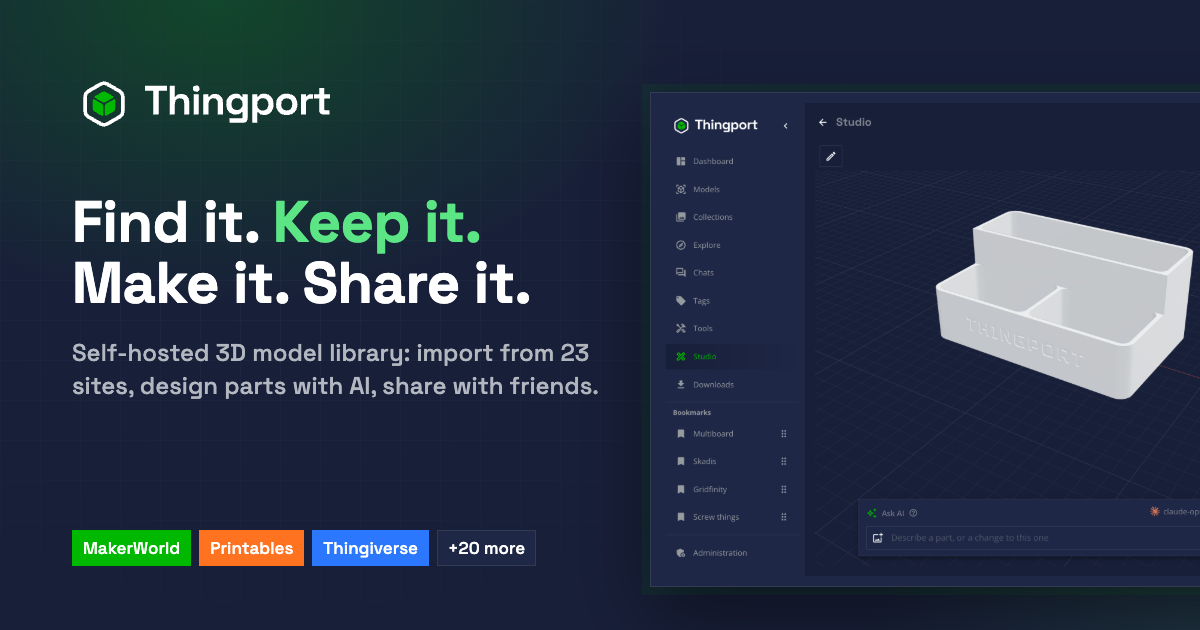 Thingport
Find it. Keep it.
Make it. Share it.
Self-hosted 3D model library: import from 23
sites, design parts with AI, share with friends.
MakerWorld
Printables
Thingiverse
+20 more
Thingport
Studio
Dashboard
Models
Collections
Explore
Chats
Tags
Tools
Studio
Downloads
Bookmarks
Multiboard
Skadis
Gridfinity
Screw things
Administration
THINGPORT
Ask AI
claude-op
Describe a part, or a change to this one